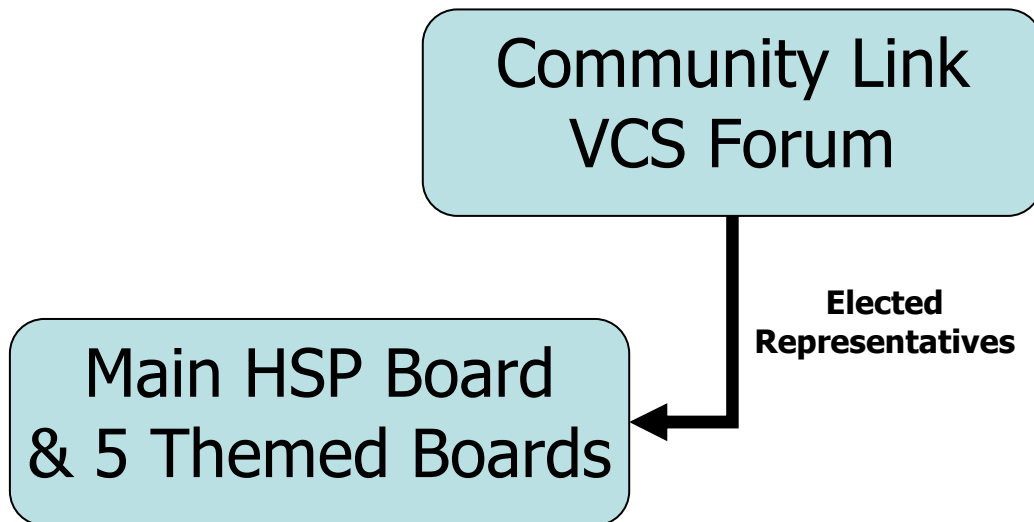 Community Link
VCS Forum
Elected
Representatives
Main HSP Board
& 5 Themed Boards